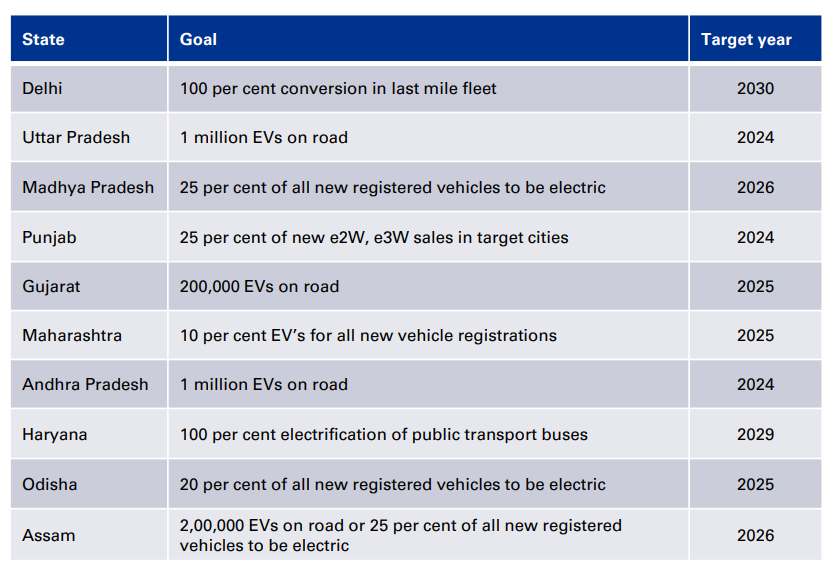 State Goal Target year
Delhi 100 per cent conversion in last mile fleet 2030
Uttar Pradesh 1 million EVs on road 2024
Madhya Pradesh 25 per cent of all new registered vehicles to be electric 2026
Punjab 25 per cent of new e2W, e3W sales in target cities 2024
Gujarat 200,000 EVs on road 2025
Maharashtra 10 per cent EV’s for all new vehicle registrations 2025
Andhra Pradesh 1 million EVs on road 2024
Haryana 100 per cent electrification of public transport buses 2029
Odisha 20 per cent of all new registered vehicles to be electric 2025
Assam 2,00,000 EVs on road or 25 per cent of all new registered
vehicles to be electric 2026